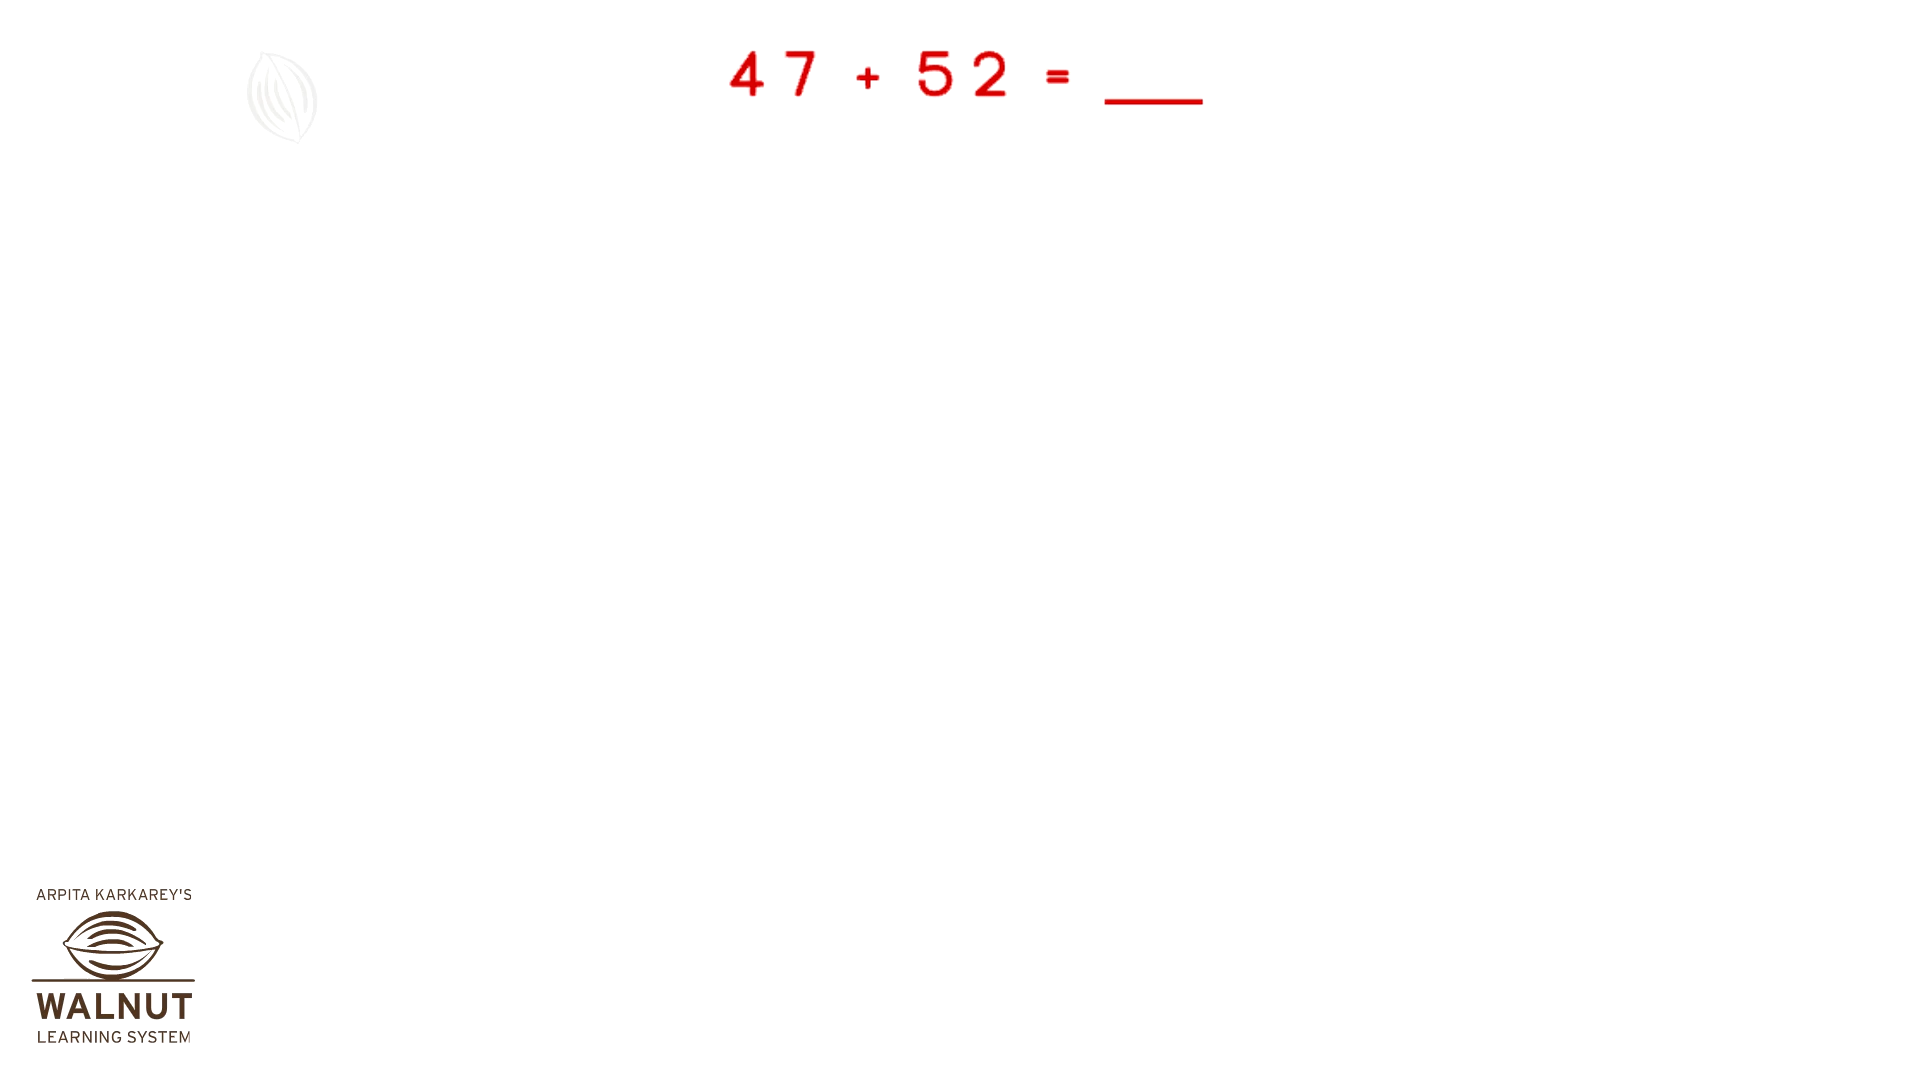 47 + 52 = ___
ARPITA KARKAREY'S
WALNUT
LEARNING SYSTEM